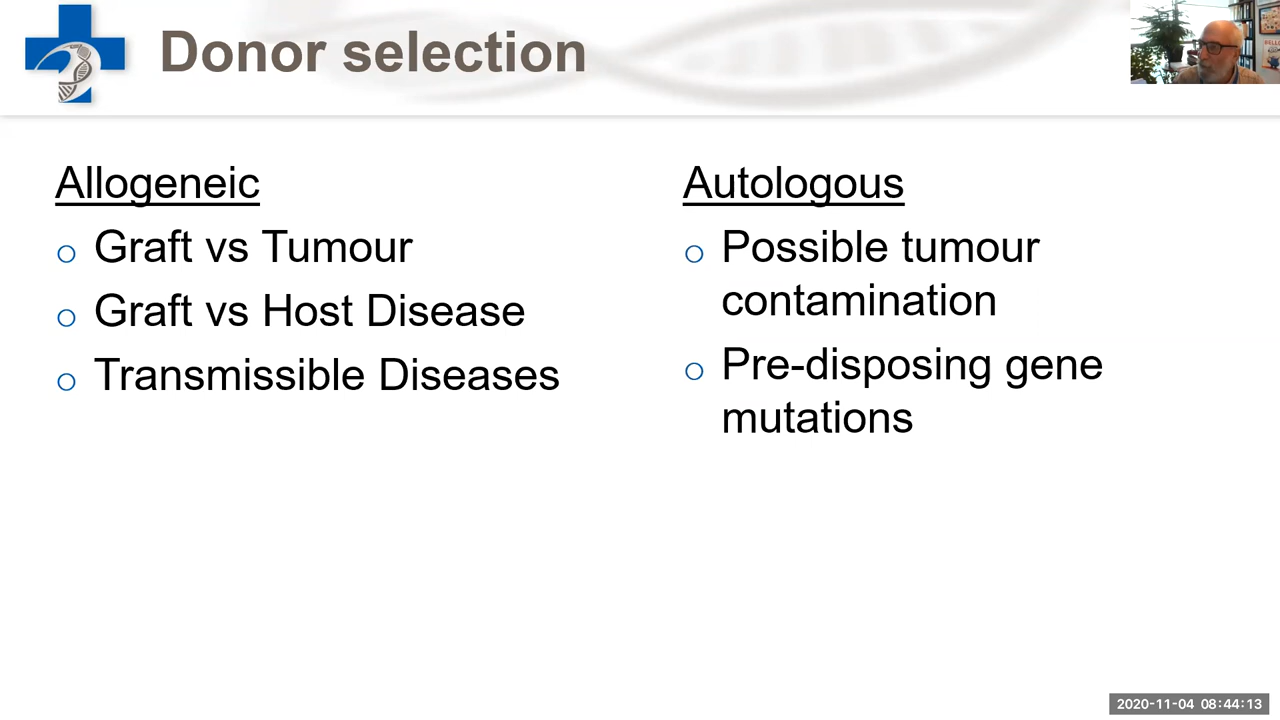 Donor selection
Allogeneic
Graft vs Tumour
Graft vs Host Disease
Transmissible Diseases
Autologous
Possible tumour
contamination
Pre-disposing gene
mutations
2020-11-04 08:44:13